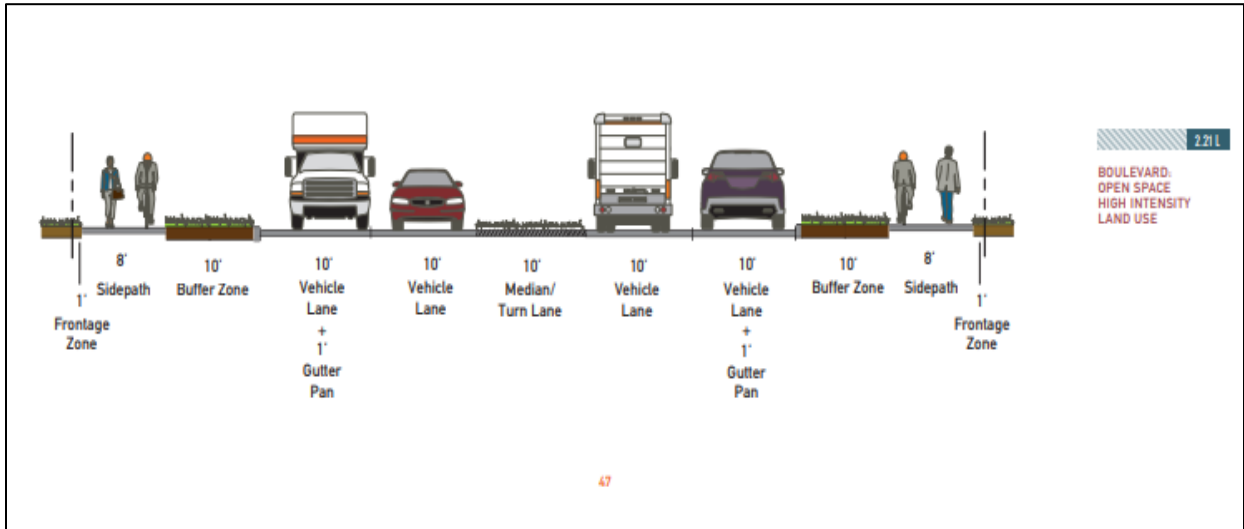 2.21 L
BOULEVARD:
OPEN SPACE
HIGH INTENSITY
LAND USE
1'
Frontage
Zone
8'
Sidepath
10'
Buffer Zone
10'
Vehicle
Lane
+
1'
Gutter
Pan
10'
Vehicle
Lane
10'
Median/
Turn Lane
10'
Vehicle
Lane
10'
Vehicle
Lane
+
1'
Gutter
Pan
10'
Buffer Zone
8'
Sidepath
1'
Frontage
Zone
47